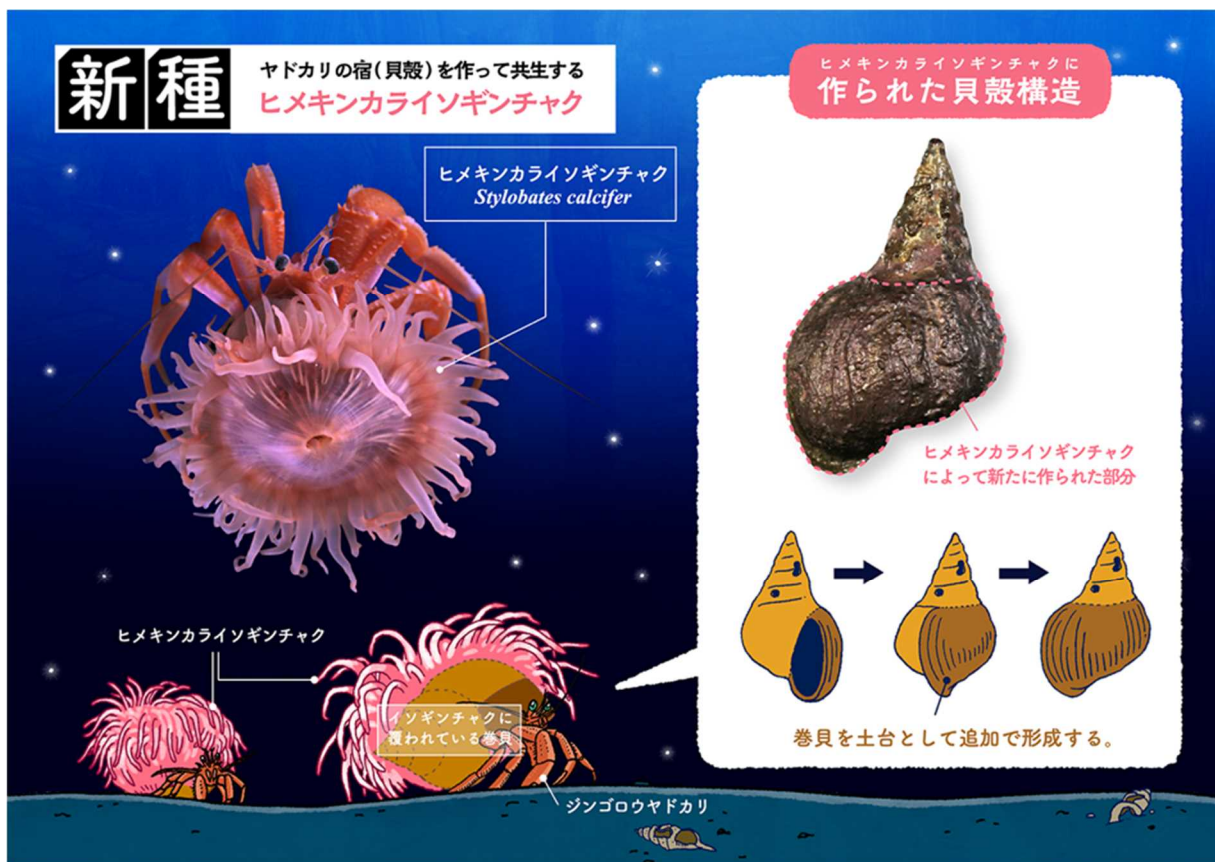 新種
ヤドカリの宿(貝殻)を作って共生する
ヒメキンカライソギンチャク
ヒメキンカライソギンチャク
Stylobates calcifer
ヒメキンカライソギンチャクに
作られた貝殻構造
ヒメキンカライソギンチャク
によって新たに作られた部分
巻貝を土台として追加で形成する。
ヒメキンカライソギンチャク
イソギンチャクに
覆われている巻貝
ジンゴロウヤドカリ